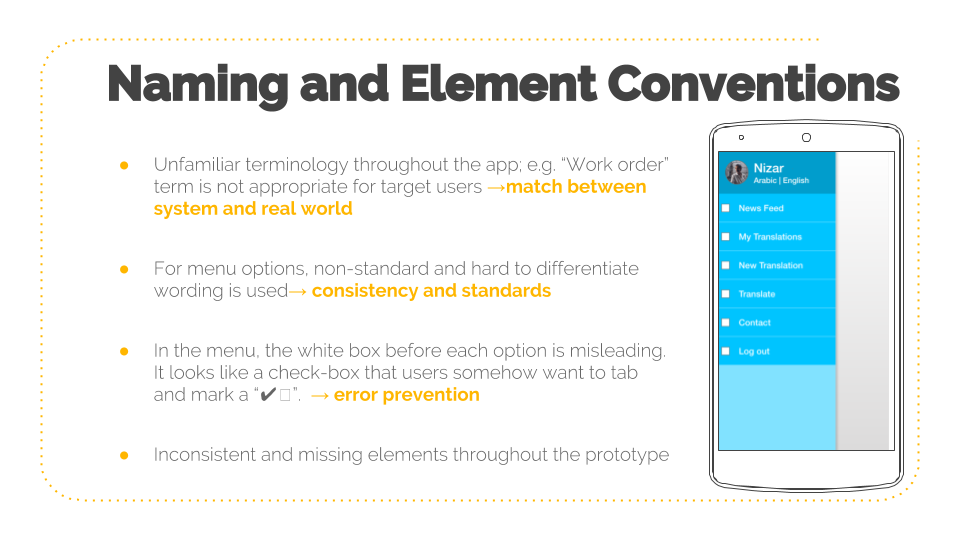 Naming and Element Conventions
● Unfamiliar terminology throughout the app; e.g. “Work order”
term is not appropriate for target users →match between
system and real world
● For menu options, non-standard and hard to differentiate
wording is used→ consistency and standards
● In the menu, the white box before each option is misleading.
It looks like a check-box that users somehow want to tab
and mark a “✔□”. → error prevention
● Inconsistent and missing elements throughout the prototype
Nizar
Arabic | English
News Feed
My Translations
New Translation
Translate
Contact
Log out